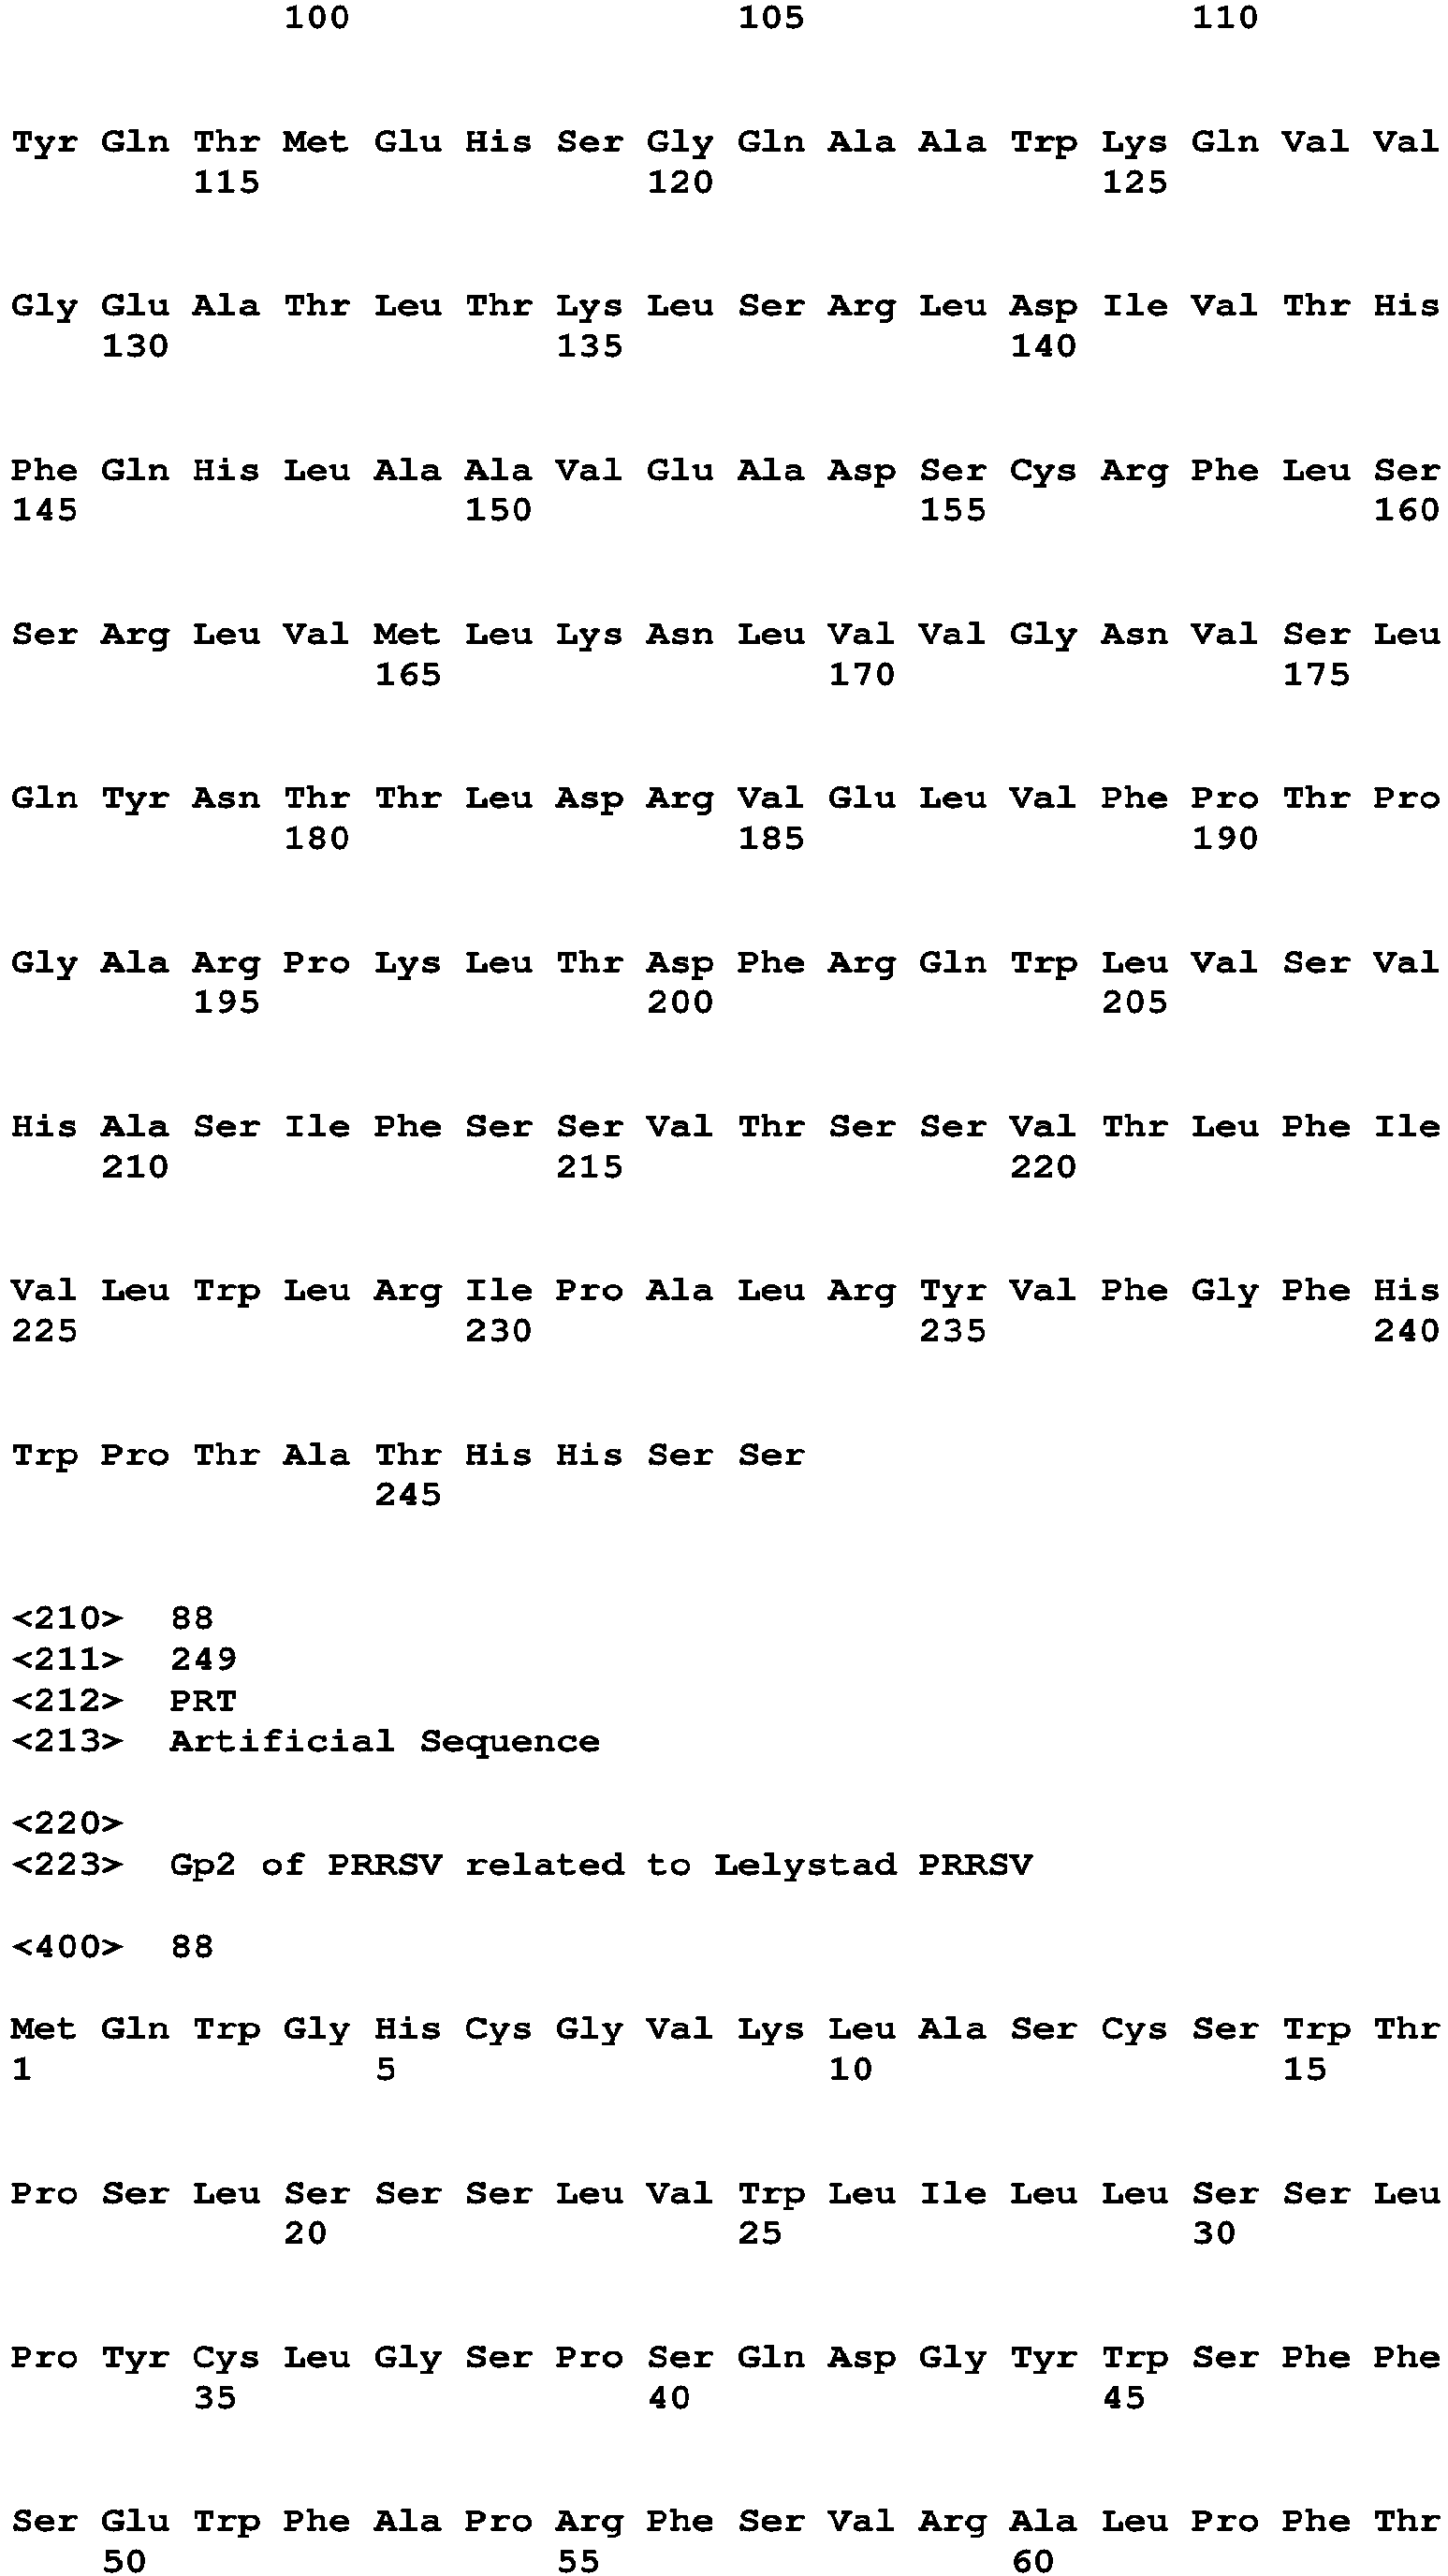 100 105 110
Tyr Gln Thr Met Glu His Ser Gly Gln Ala Ala Trp Lys Gln Val Val
115 120 125
Gly Glu Ala Thr Leu Thr Lys Leu Ser Arg Leu Asp Ile Val Thr His
130 135 140
Phe Gln His Leu Ala Ala Val Glu Ala Asp Ser Cys Arg Phe Leu Ser
145 150 155 160
Ser Arg Leu Val Met Leu Lys Asn Leu Val Val Gly Asn Val Ser Leu
165 170 175
Gln Tyr Asn Thr Thr Leu Asp Arg Val Glu Leu Val Phe Pro Thr Pro
180 185 190
Gly Ala Arg Pro Lys Leu Thr Asp Phe Arg Gln Trp Leu Val Ser Val
195 200 205
His Ala Ser Ile Phe Ser Ser Val Thr Ser Ser Val Thr Leu Phe Ile
210 215 220
Val Leu Trp Leu Arg Ile Pro Ala Leu Arg Tyr Val Phe Gly Phe His
225 230 235 240
Trp Pro Thr Ala Thr His His Ser Ser
245
<210> 88
<211> 249
<212> PRT
<213> Artificial Sequence
<220>
<223> Gp2 of PRRSV related to Lelystad PRRSV
<400> 88
Met Gln Trp Gly His Cys Gly Val Lys Leu Ala Ser Cys Ser Trp Thr
1 5 10 15
Pro Ser Leu Ser Ser Ser Leu Val Trp Leu Ile Leu Leu Ser Ser Leu
20 25 30
Pro Tyr Cys Leu Gly Ser Pro Ser Gln Asp Gly Tyr Trp Ser Phe Phe
35 40 45
Ser Glu Trp Phe Ala Pro Arg Phe Ser Val Arg Ala Leu Pro Phe Thr
50 55 60